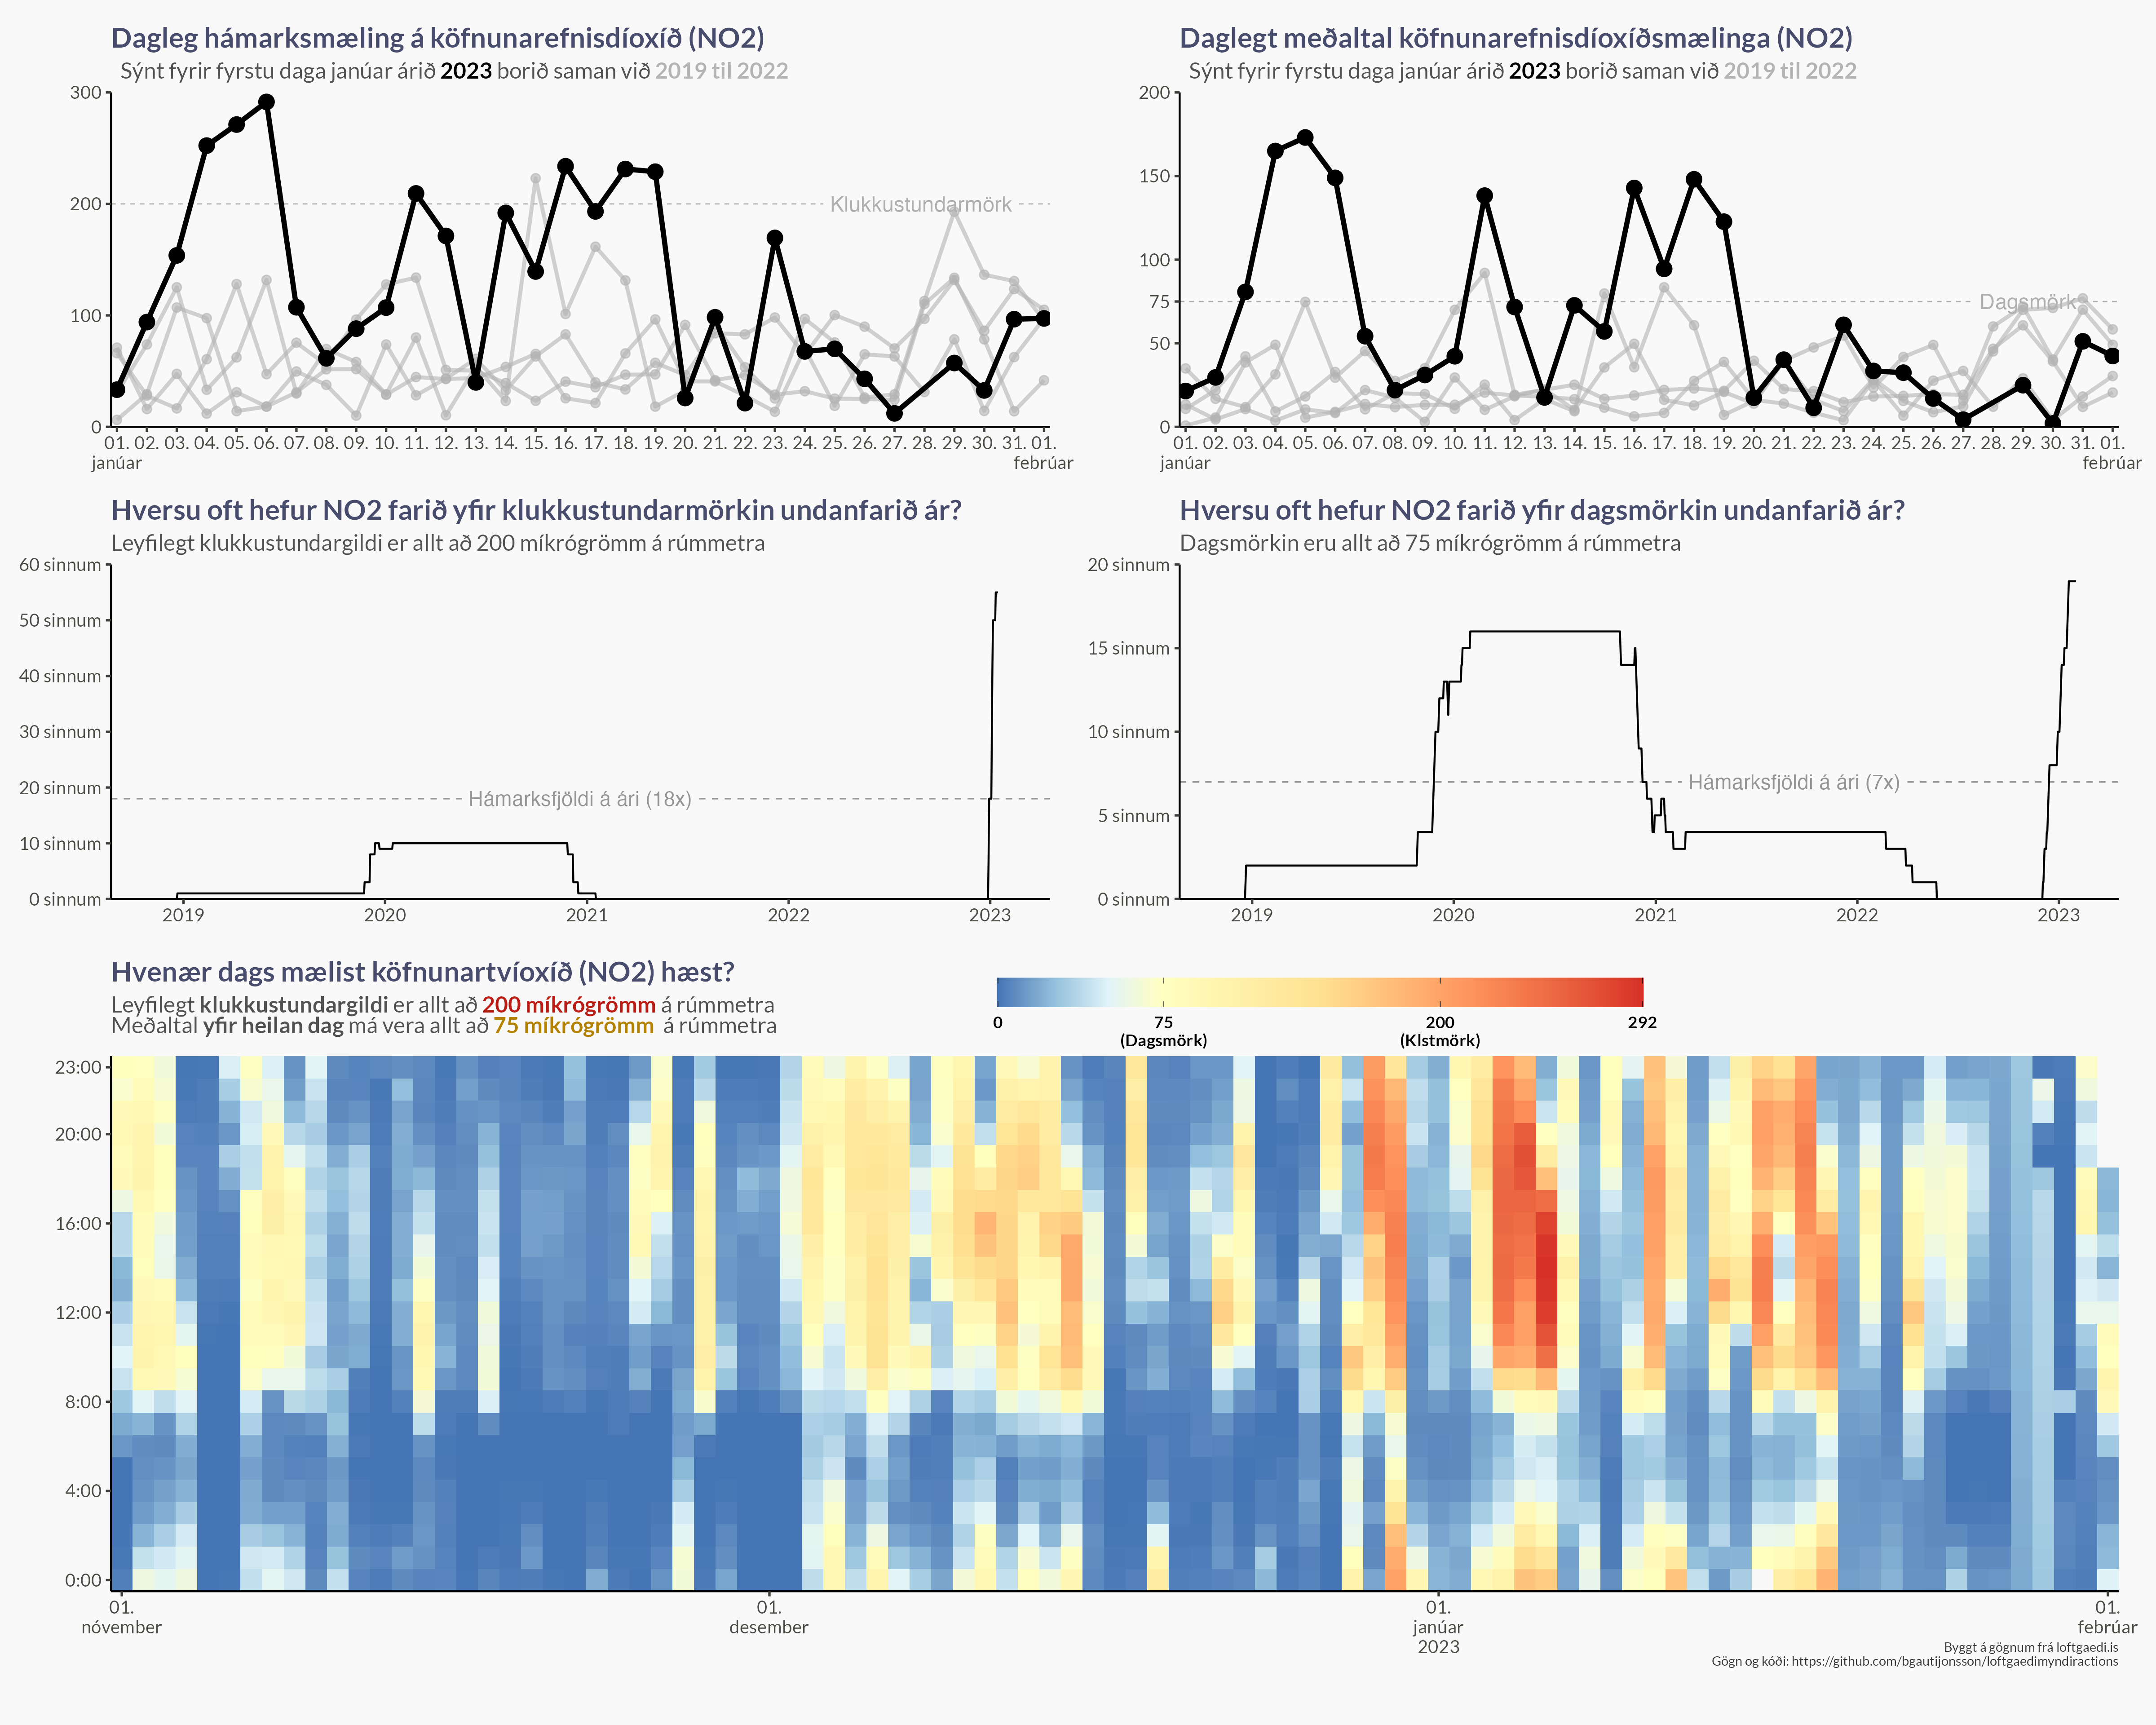 Dagleg hámarksmæling á köfnunarefnisdíoxíð (NO2)
Sýnt fyrir fyrstu daga janúar árið 2023 borið saman við 2019 til 2022
300
200
100
0
Klukkustundarmörk
01. 02. 03. 04. 05. 06. 07. 08. 09. 10. 11. 12. 13. 14. 15. 16. 17. 18. 19. 20. 21. 22. 23. 24. 25. 26. 27. 28. 29. 30. 31. 01.
janúar febrúar
Daglegt meðaltal köfnunarefnisdíoxíðsmælinga (NO2)
Sýnt fyrir fyrstu daga janúar árið 2023 borið saman við 2019 til 2022
200
150
100
75
50
0
Dagsmörk
01. 02. 03. 04. 05. 06. 07. 08. 09. 10. 11. 12. 13. 14. 15. 16. 17. 18. 19. 20. 21. 22. 23. 24. 25. 26. 27. 28. 29. 30. 31. 01.
janúar febrúar
Hversu oft hefur NO2 farið yfir klukkustundarmörkin undanfarið ár?
Leyfilegt klukkustundargildi er allt að 200 míkrógrömm á rúmmetra
60 sinnum
50 sinnum
40 sinnum
30 sinnum
20 sinnum
10 sinnum
0 sinnum
Hámarksfjöldi á ári (18x)
2019 2020 2021 2022 2023
Hversu oft hefur NO2 farið yfir dagsmörkin undanfarið ár?
Dagsmörkin eru allt að 75 míkrógrömm á rúmmetra
20 sinnum
15 sinnum
10 sinnum
5 sinnum
0 sinnum
Hámarksfjöldi á ári (7x)
2019 2020 2021 2022 2023
Hvenær dags mælist köfnunartvíoxíð (NO2) hæst?
Leyfilegt klukkustundargildi er allt að 200 míkrógrömm á rúmmetra
Meðaltal yfir heilan dag má vera allt að 75 míkrógrömm á rúmmetra
0 75 200 292
(Dagsmörk) (Klstmörk)
23:00
20:00
16:00
12:00
8:00
4:00
0:00
01. 01. 01. 01.
nóvember desember janúar febrúar
2023
Byggt á gögnum frá loftgaedi.is
Gögn og kóði: https://github.com/bgautijonsson/loftgaedimyndiractions